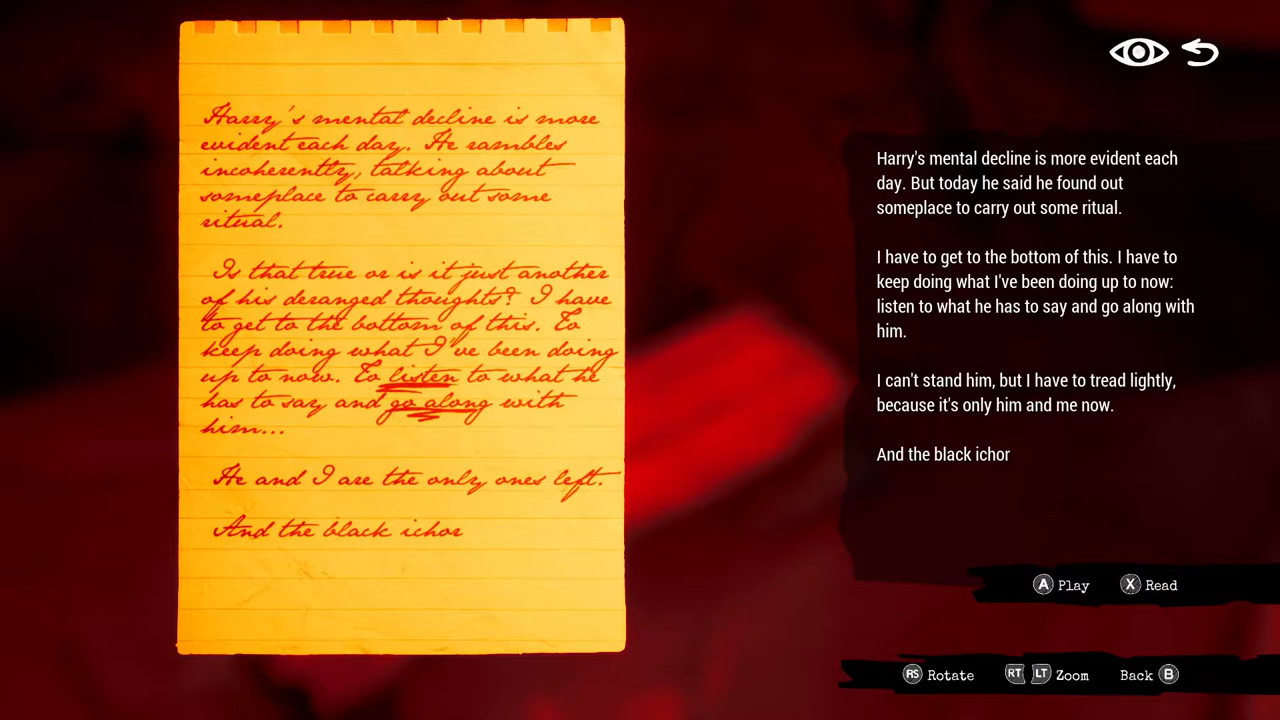 Harry's mental decline is more
evident each day. He rambles
incoherently, talking about
someplace to carry out some
ritual.
Is that true or is it just another
of his deranged thoughts? I have
to get to the bottom of this. To
keep doing what I've been doing
up to now. To listen to what he
has to say and go along with
him...
He and I are the only ones left.
And the black ichor
Harry's mental decline is more evident each
day. But today he said he found out
someplace to carry out some ritual.
I have to get to the bottom of this. I have to
keep doing what I've been doing up to now:
listen to what he has to say and go along with
him.
I can't stand him, but I have to tread lightly,
because it's only him and me now.
And the black ichor
A Play X Read
RS Rotate RT LT Zoom Back B